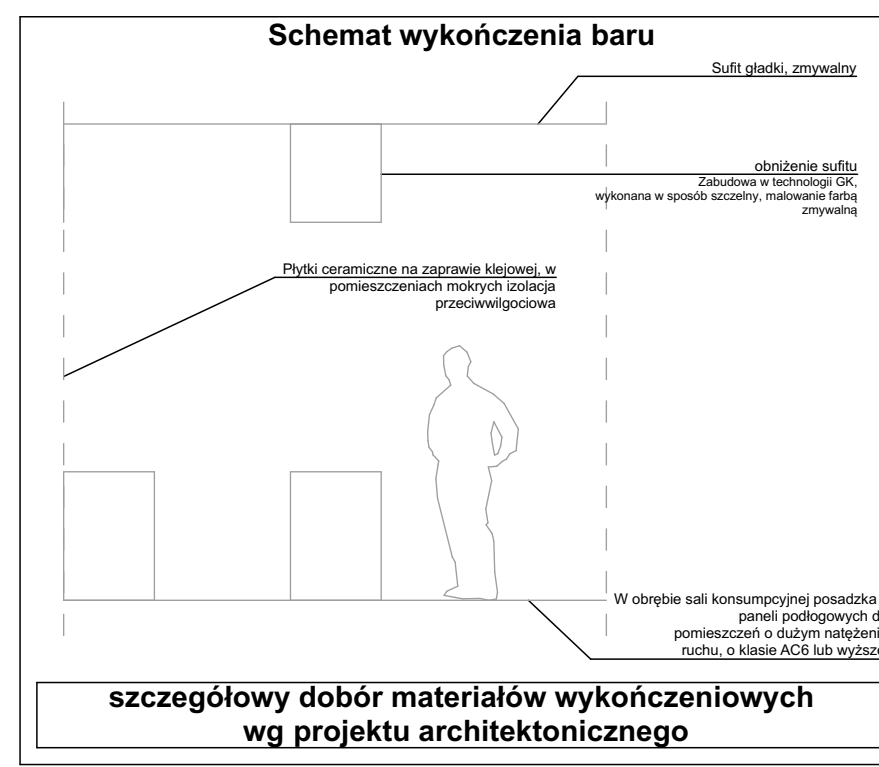 Schemat wykończenia baru
Sufit gładki, zmywalny
obniżenie sufitu
Zabudowa w technologii GK,
wykonana w sposób szczelny, malowanie farbą
zmywalną
Płytki ceramiczne na zaprawie klejowej, w
pomieszczeniach mokrych izolacja
przeciwwilgociowa
W obrębie sali konsumpcyjnej posadzka
paneli podłogowych
pomieszczeń o dużym
ruchu, o klasie AC6 lub
szczegółowy dobór materiałów wykończeniowych
wg projektu architektonicznego